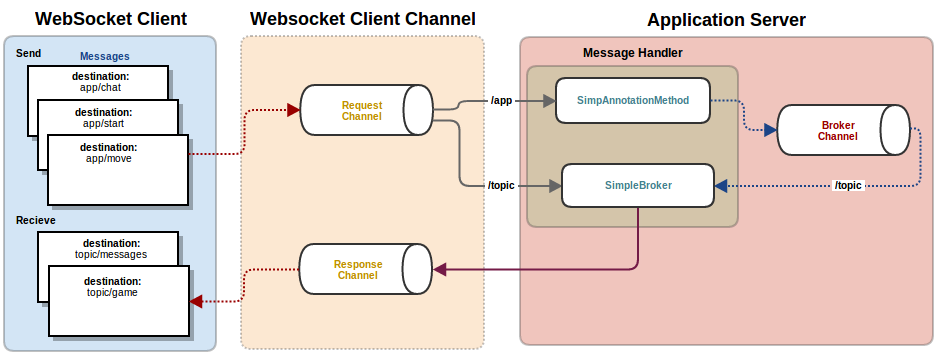 WebSocket Client
Websocket Client Channel
Application Server
Send
Messages
destination:
app/chat
destination:
app/start
destination:
app/move
Recieve
destination:
topic/messages
destination:
topic/game
Request
Channel
Response
Channel
/app
/topic
Message Handler
SimpAnnotationMethod
SimpleBroker
Broker
Channel
/topic